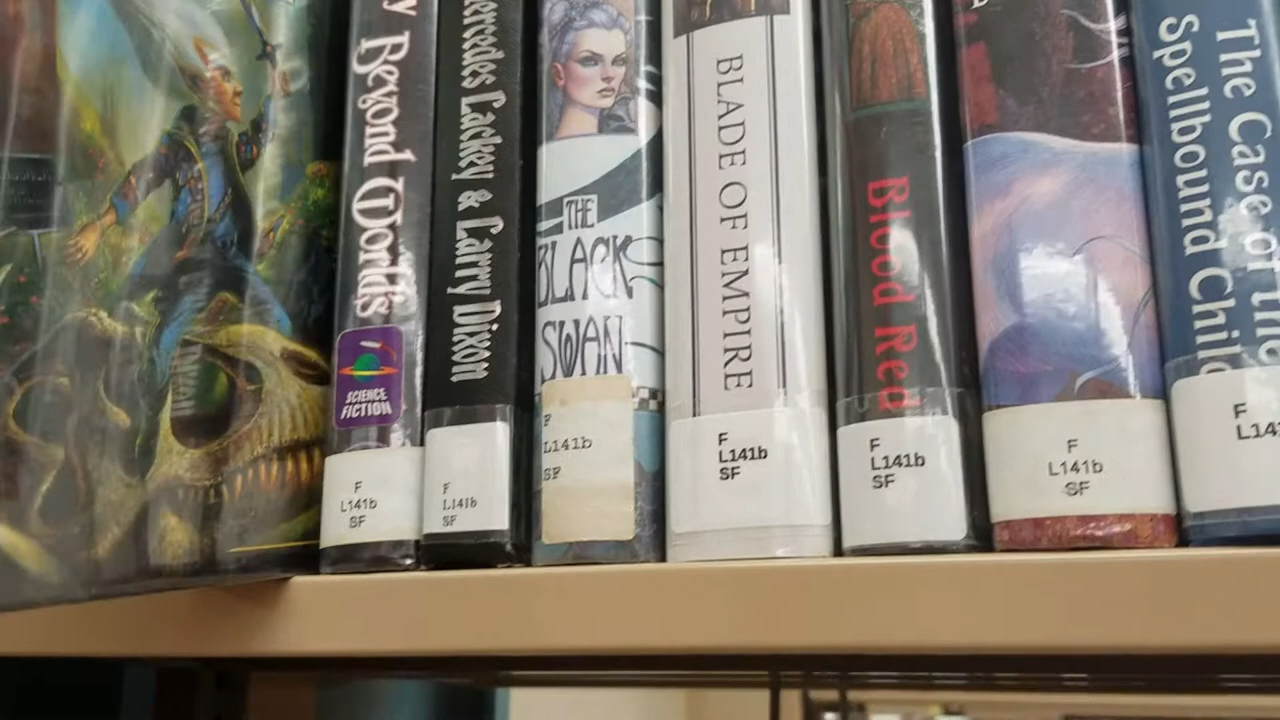 Beyond Worlds
SCIENCE
FICTION
F
L141b
SF
Mercedes Lackey & Larry Dixon
F
L141b
SF
THE
BLACK
SWAN
F
L141b
SF
BLADE OF EMPIRE
F
L141b
SF
Blood Red
F
L141b
SF
F
L141b
SF
The Case of the
Spellbound Child
F
L141